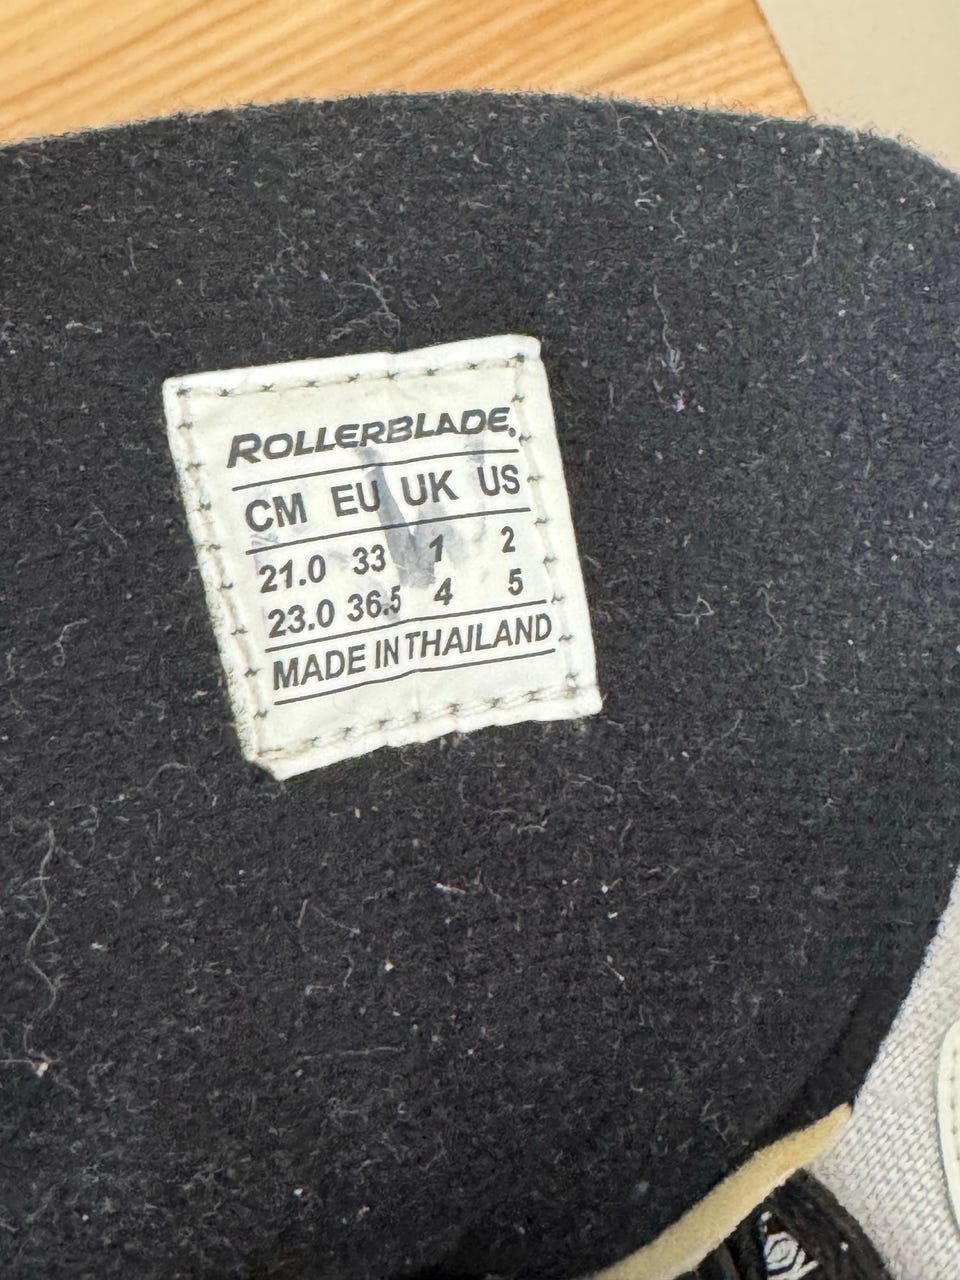 ROLLERBLADE.
CM EU UK US
21.0 33 1 2
23.0 36.5 4 5
MADE IN THAILAND